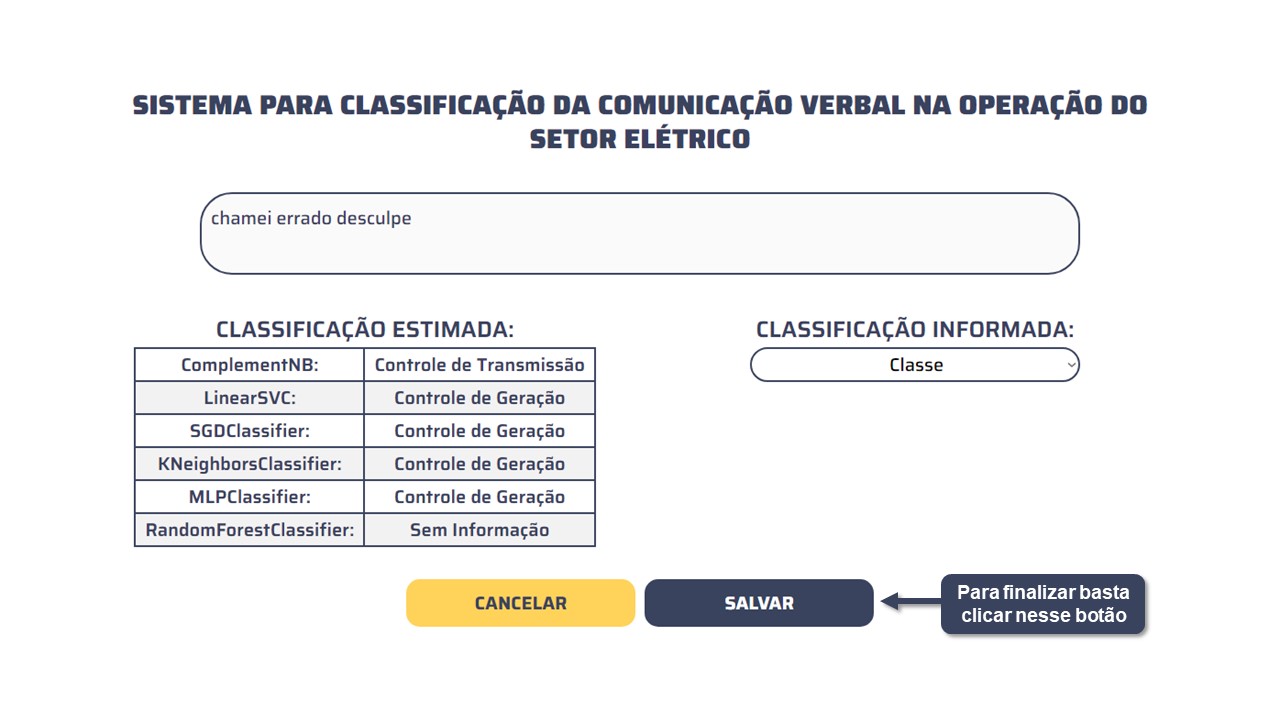 SISTEMA PARA CLASSIFICAÇÃO DA COMUNICAÇÃO VERBAL NA OPERAÇÃO DO
SETOR ELÉTRICO
chamei errado desculpe
CLASSIFICAÇÃO ESTIMADA:
ComplementNB: Controle de Transmissão
LinearSVC: Controle de Geração
SGDClassifier: Controle de Geração
KNeighborsClassifier: Controle de Geração
MLPClassifier: Controle de Geração
RandomForestClassifier: Sem Informação
CLASSIFICAÇÃO INFORMADA:
Classe
CANCELAR
SALVAR
Para finalizar basta
clicar nesse botão